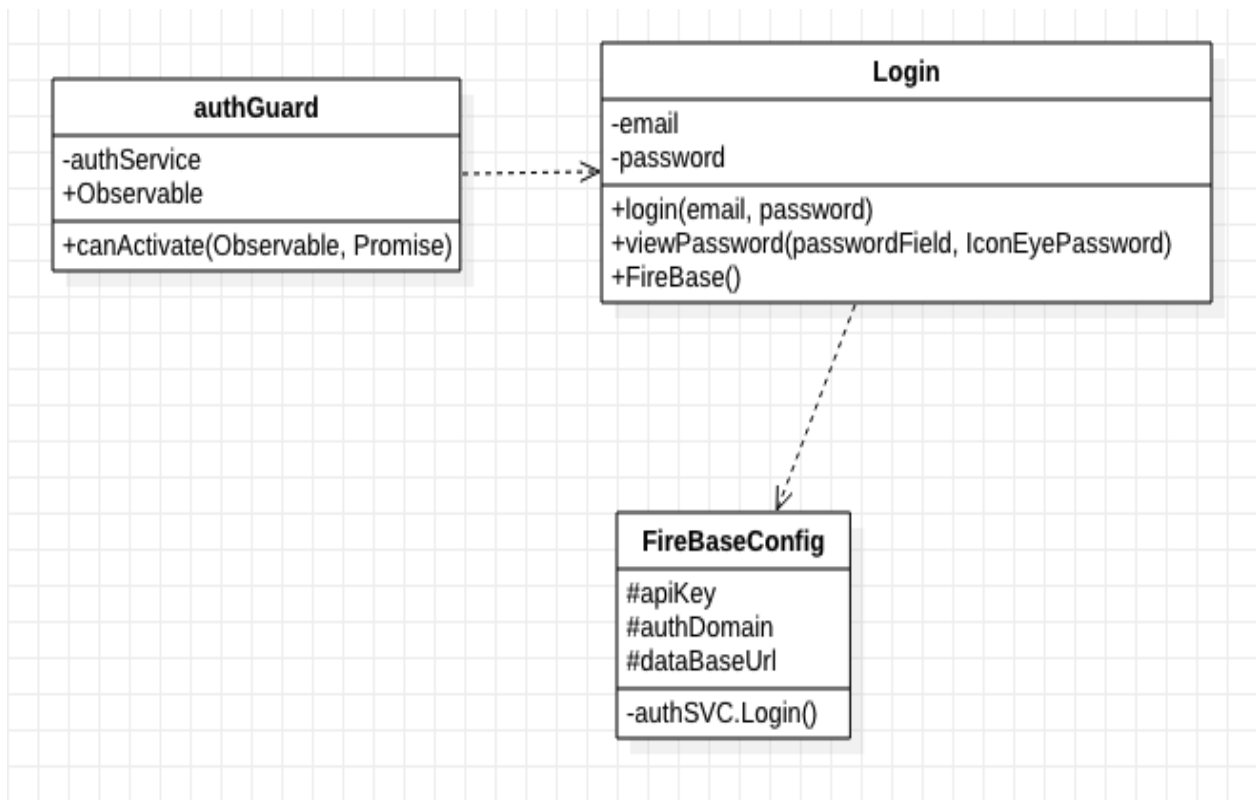 authGuard
-authService
+Observable
+canActivate(Observable, Promise)
Login
-email
-password
+login(email, password)
+viewPassword(passwordField, IconEyePassword)
+FireBase()
FireBaseConfig
#apiKey
#authDomain
#dataBaseUrl
-authSVC.Login()